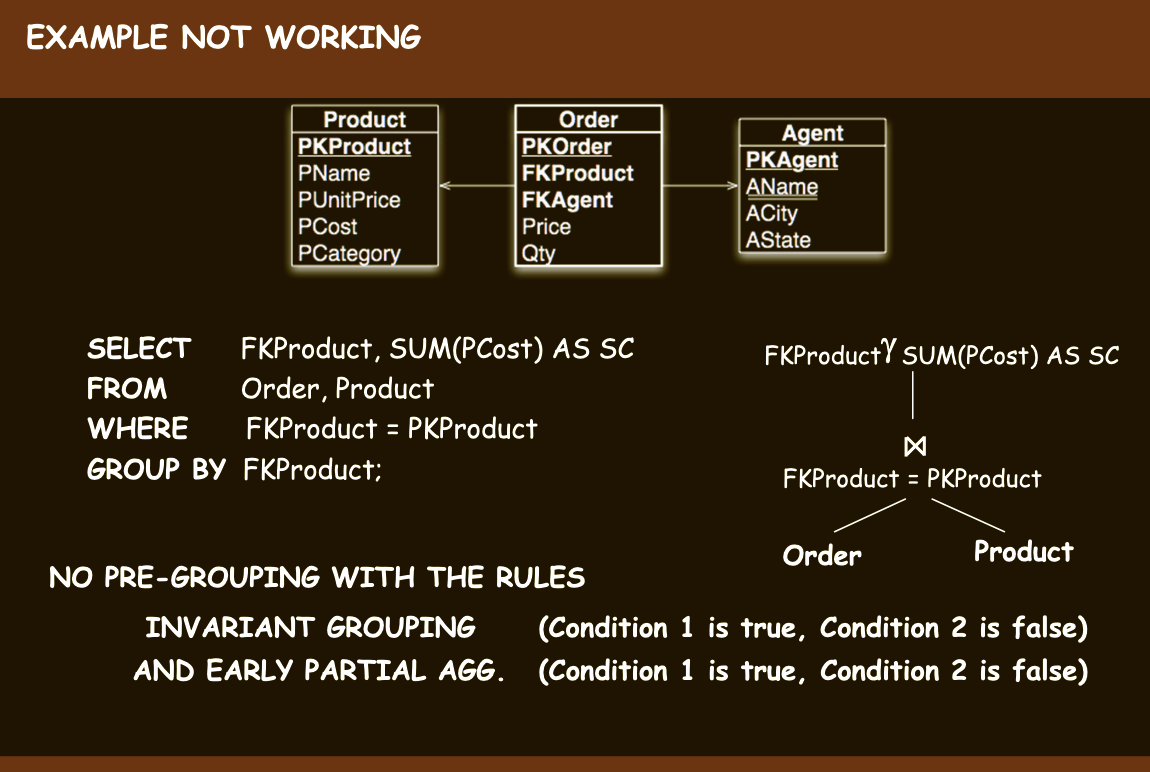 EXAMPLE NOT WORKING
Product
PKProduct
PName
PUnitPrice
PCost
PCategory
Order
PKOrder
FKProduct
FKAgent
Price
Qty
Agent
PKAgent
AName
ACity
AState
SELECT FKProduct, SUM(PCost) AS SC
FROM Order, Product
WHERE FKProduct = PKProduct
GROUP BY FKProduct;
FKProduct γ SUM(PCost) AS SC
⋈
FKProduct = PKProduct
Order Product
NO PRE-GROUPING WITH THE RULES
INVARIANT GROUPING (Condition 1 is true, Condition 2 is false)
AND EARLY PARTIAL AGG. (Condition 1 is true, Condition 2 is false)